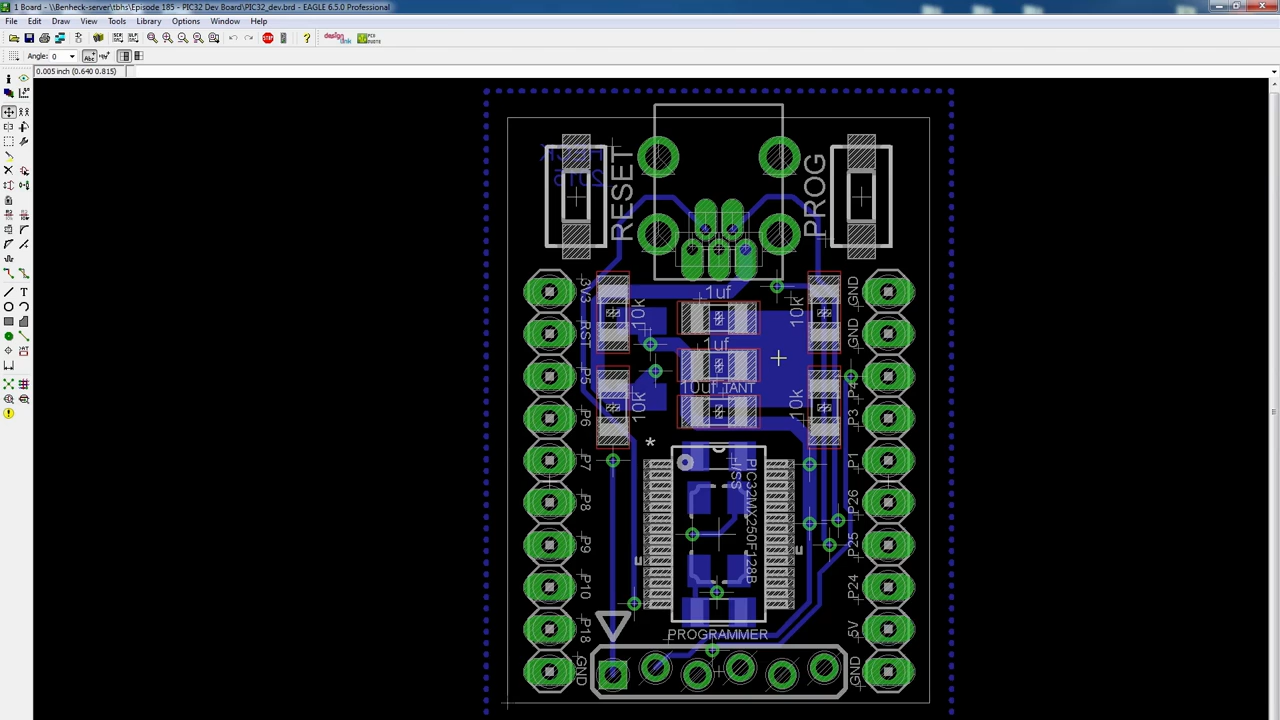 1 Board - \\Benheck-server\tbhs\Episode 185 - PIC32 Dev Board\PIC32_dev.brd - EAGLE 6.5.0 Professional
File Edit Draw View Tools Library Options Window Help
Angle: 0
0.005 inch (0.640 0.815)
RESET
PROG
2015
3V3
RST
P5
P6
P7
P8
P9
P10
P18
GND
10k
10k
1uf
1uf
10uf TANT
10k
10k
*
PIC32MX250F128B
PROGRAMMER
GND
GND
P4
P3
P1
P26
P25
P24
5V
GND